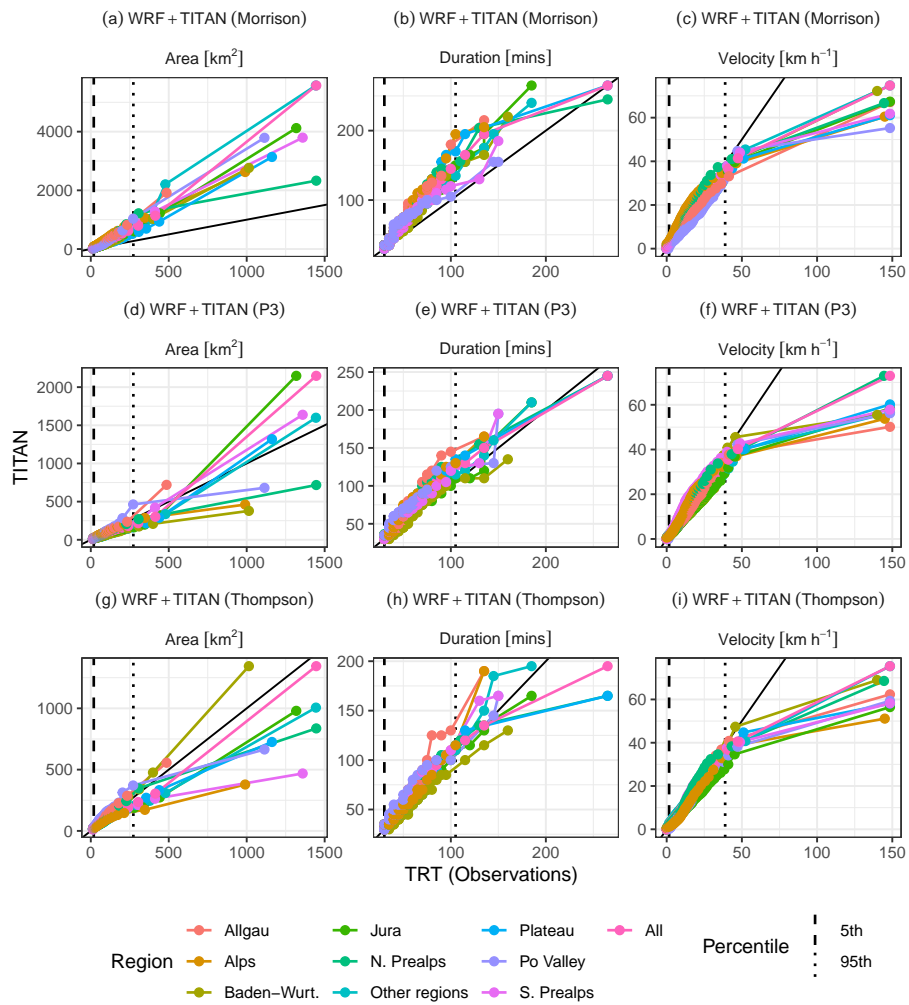 (a) WRF+TITAN (Morrison) (b) WRF+TITAN (Morrison) (c) WRF+TITAN (Morrison)
Area [km²] Duration [mins] Velocity [km h⁻¹]
4000
2000
0
200
100
60
40
20
0
0 500 1000 1500 100 200 0 50 100 150
(d) WRF+TITAN (P3) (e) WRF+TITAN (P3) (f) WRF+TITAN (P3)
Area [km²] Duration [mins] Velocity [km h⁻¹]
2000
1500
1000
500
0
250
200
150
100
50
80
60
40
20
0
0 500 1000 1500 100 200 0 50 100 150
(g) WRF+TITAN (Thompson) (h) WRF+TITAN (Thompson) (i) WRF+TITAN (Thompson)
Area [km²] Duration [mins] Velocity [km h⁻¹]
1000
500
0
200
150
100
50
60
40
20
0
0 500 1000 1500 100 200 0 50 100 150
TITAN
TRT (Observations)
Region
Allgau Jura Plateau All
Alps N. Prealps Po Valley
Baden−Wurt. Other regions S. Prealps
Percentile
5th
95th